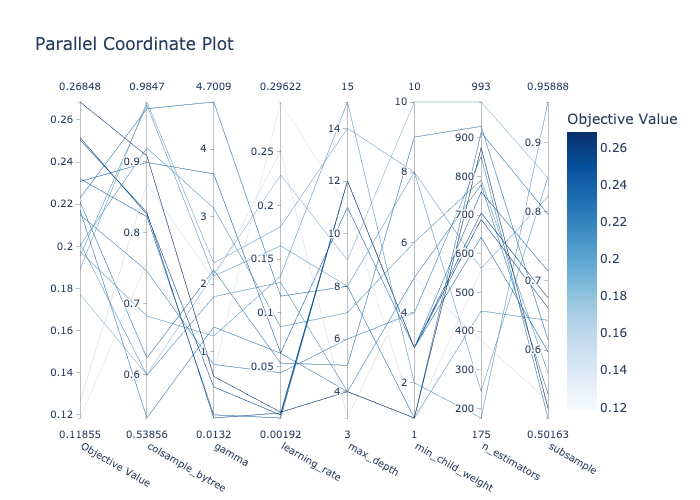 Parallel Coordinate Plot
0.26848 0.9847 4.7009 0.29622 15 10 993 0.95888
Objective Value
0.26 0.24 0.22 0.2 0.18 0.16 0.14 0.12
0.9 0.8 0.7 0.6
4 3 2 1
0.25 0.2 0.15 0.1 0.05
14 12 10 8 6 4
10 8 6 4 2
900 800 700 600 500 400 300 200
0.9 0.8 0.7 0.6
0.26 0.24 0.22 0.2 0.18 0.16 0.14 0.12
0.11855 0.53856 0.0132 0.00192 3 1 175 0.50163
Objective Value
colsample_bytree
gamma
learning_rate
max_depth
min_child_weight
n_estimators
subsample